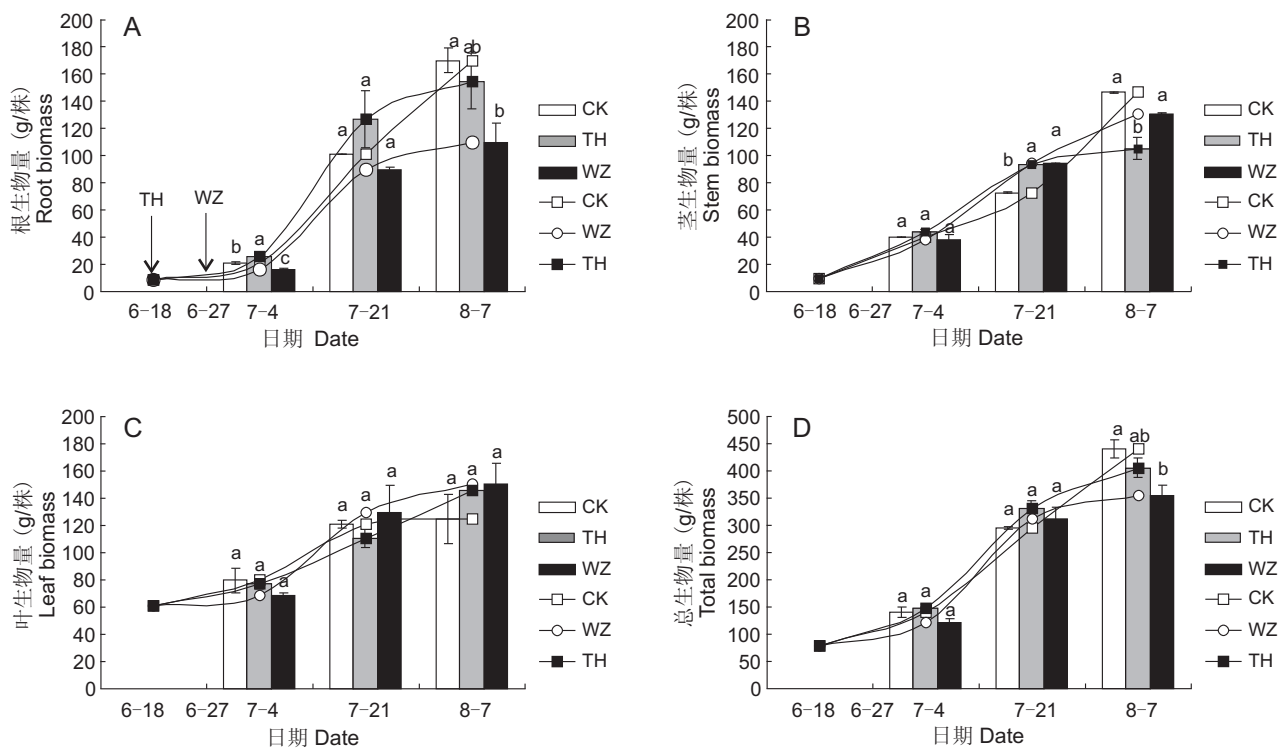 A
200
180
160
140
120
100
80
60
40
20
0
根生物量（g/株）
Root biomass
TH
WZ
b
a
c
a
a
a
a
ab
b
6-18
6-27
7-4
7-21
8-7
日期 Date
CK
TH
WZ
CK
WZ
TH
B
200
180
160
140
120
100
80
60
40
20
0
茎生物量（g/株）
Stem biomass
a
a
a
b
a
a
a
b
a
6-18
6-27
7-4
7-21
8-7
日期 Date
CK
TH
WZ
CK
WZ
TH
C
200
180
160
140
120
100
80
60
40
20
0
叶生物量（g/株）
Leaf biomass
a
a
a
a
a
a
a
a
a
6-18
6-27
7-4
7-21
8-7
日期 Date
CK
TH
WZ
CK
WZ
TH
D
500
450
400
350
300
250
200
150
100
50
0
总生物量（g/株）
Total biomass
a
a
a
a
a
a
a
ab
b
6-18
6-27
7-4
7-21
8-7
日期 Date
CK
TH
WZ
CK
WZ
TH